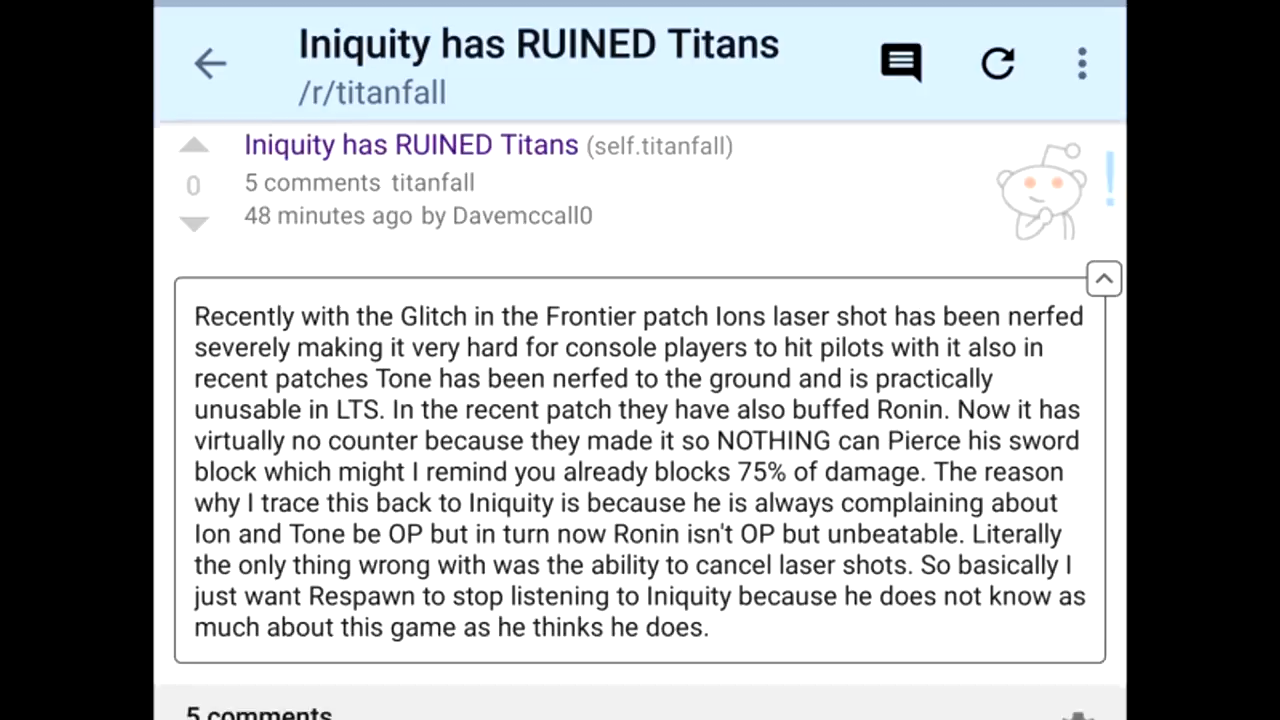 Iniquity has RUINED Titans
/r/titanfall
Iniquity has RUINED Titans (self.titanfall)
0
5 comments titanfall
48 minutes ago by Davemccall0
Recently with the Glitch in the Frontier patch Ions laser shot has been nerfed
severely making it very hard for console players to hit pilots with it also in
recent patches Tone has been nerfed to the ground and is practically
unusable in LTS. In the recent patch they have also buffed Ronin. Now it has
virtually no counter because they made it so NOTHING can Pierce his sword
block which might I remind you already blocks 75% of damage. The reason
why I trace this back to Iniquity is because he is always complaining about
Ion and Tone be OP but in turn now Ronin isn't OP but unbeatable. Literally
the only thing wrong with was the ability to cancel laser shots. So basically I
just want Respawn to stop listening to Iniquity because he does not know as
much about this game as he thinks he does.
5 comments